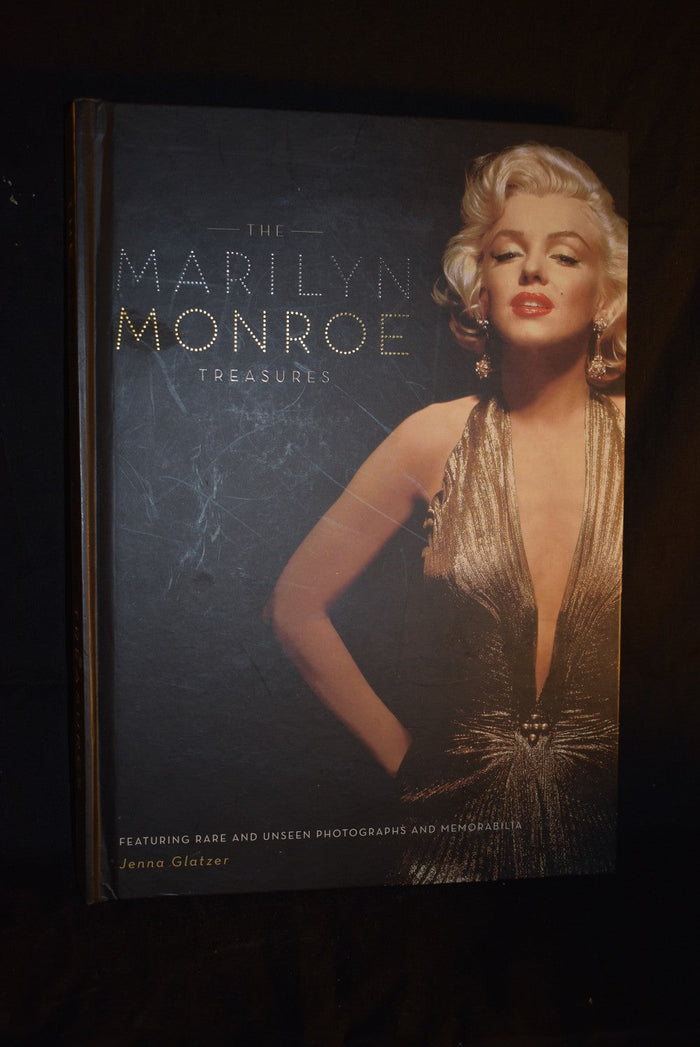 THE
MARILYN
MONROE
TREASURES
FEATURING RARE AND UNSEEN PHOTOGRAPHS AND MEMORABILIA
Jenna Glatzer